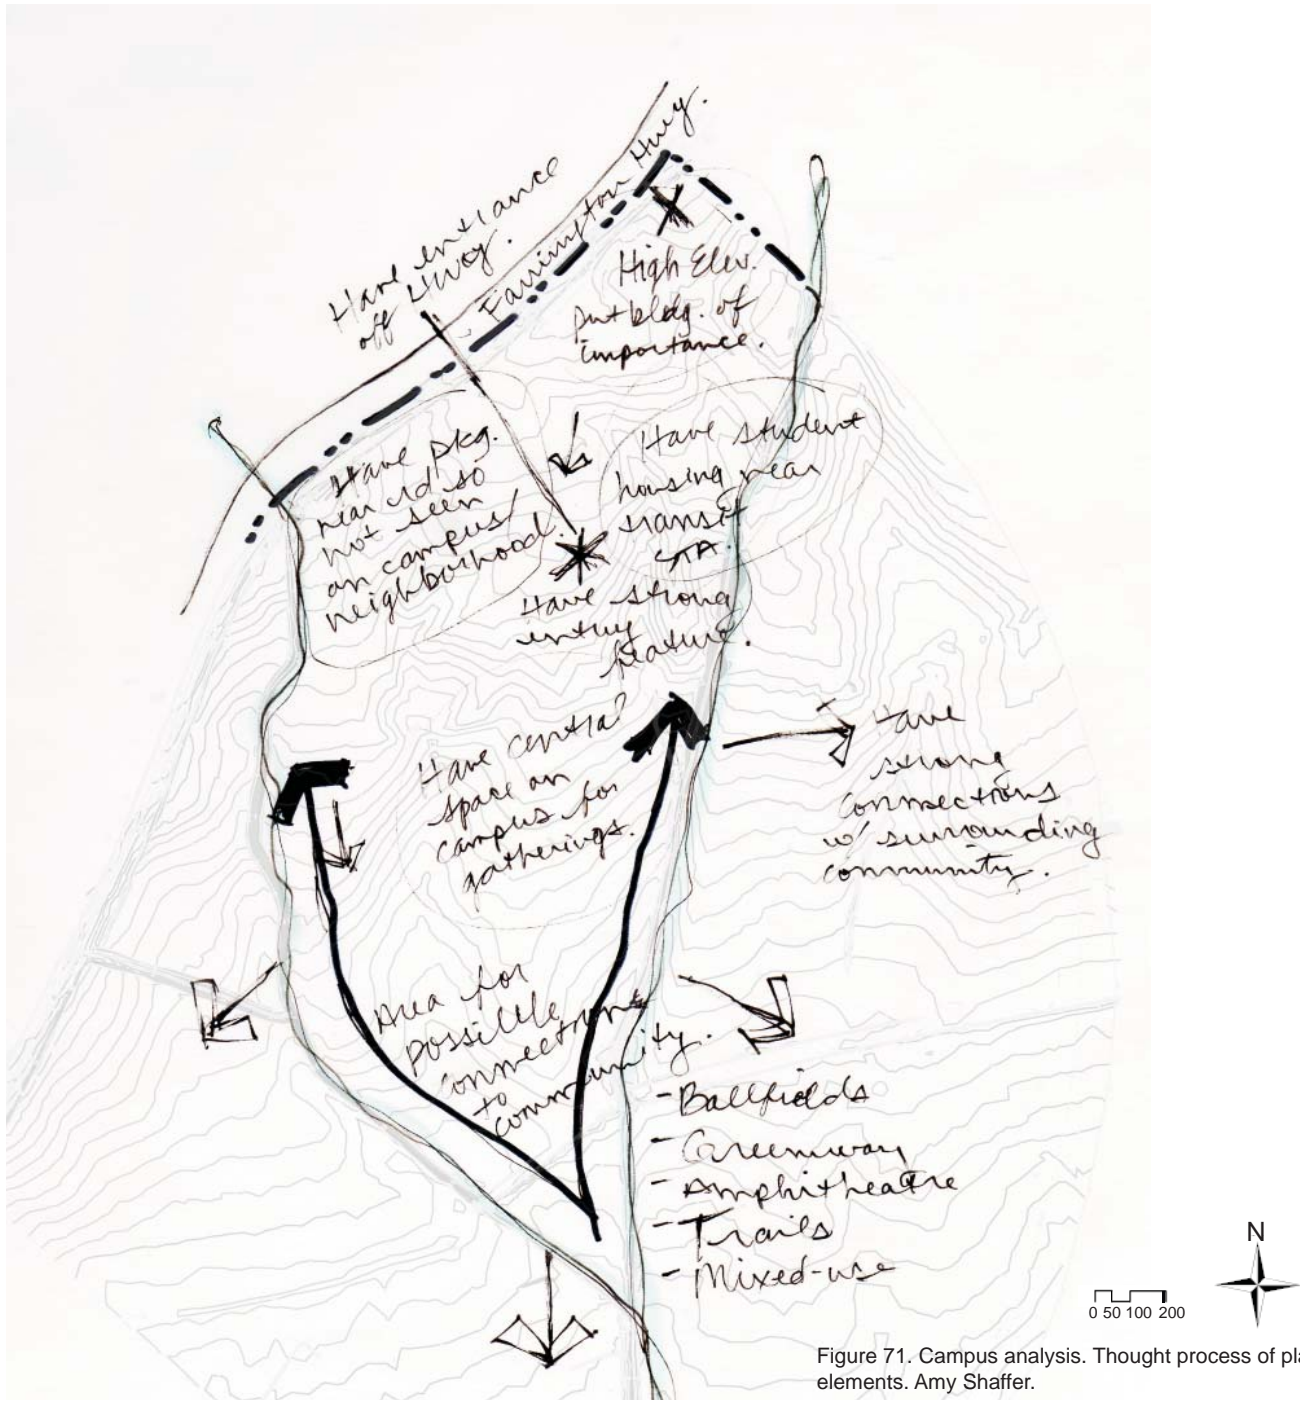 Have entrance
off Hwy.
Farrington Hwy.
High Elev.
Put bldg. of
importance.
Have pkg.
near rd so
not seen
on campus/
neighborhood.
Have student
housing near
transit
STA.
Have strong
entry
feature.
Have central
space on
campus for
gatherings.
Have
strong
connections
w/ surrounding
community.
Area for
possible
connections
to
community.
- Ballfields
- Greenway
- Amphitheatre
- Trails
- Mixed-use
N
0 50 100 200
Figure 71. Campus analysis. Thought process of pla
elements. Amy Shaffer.